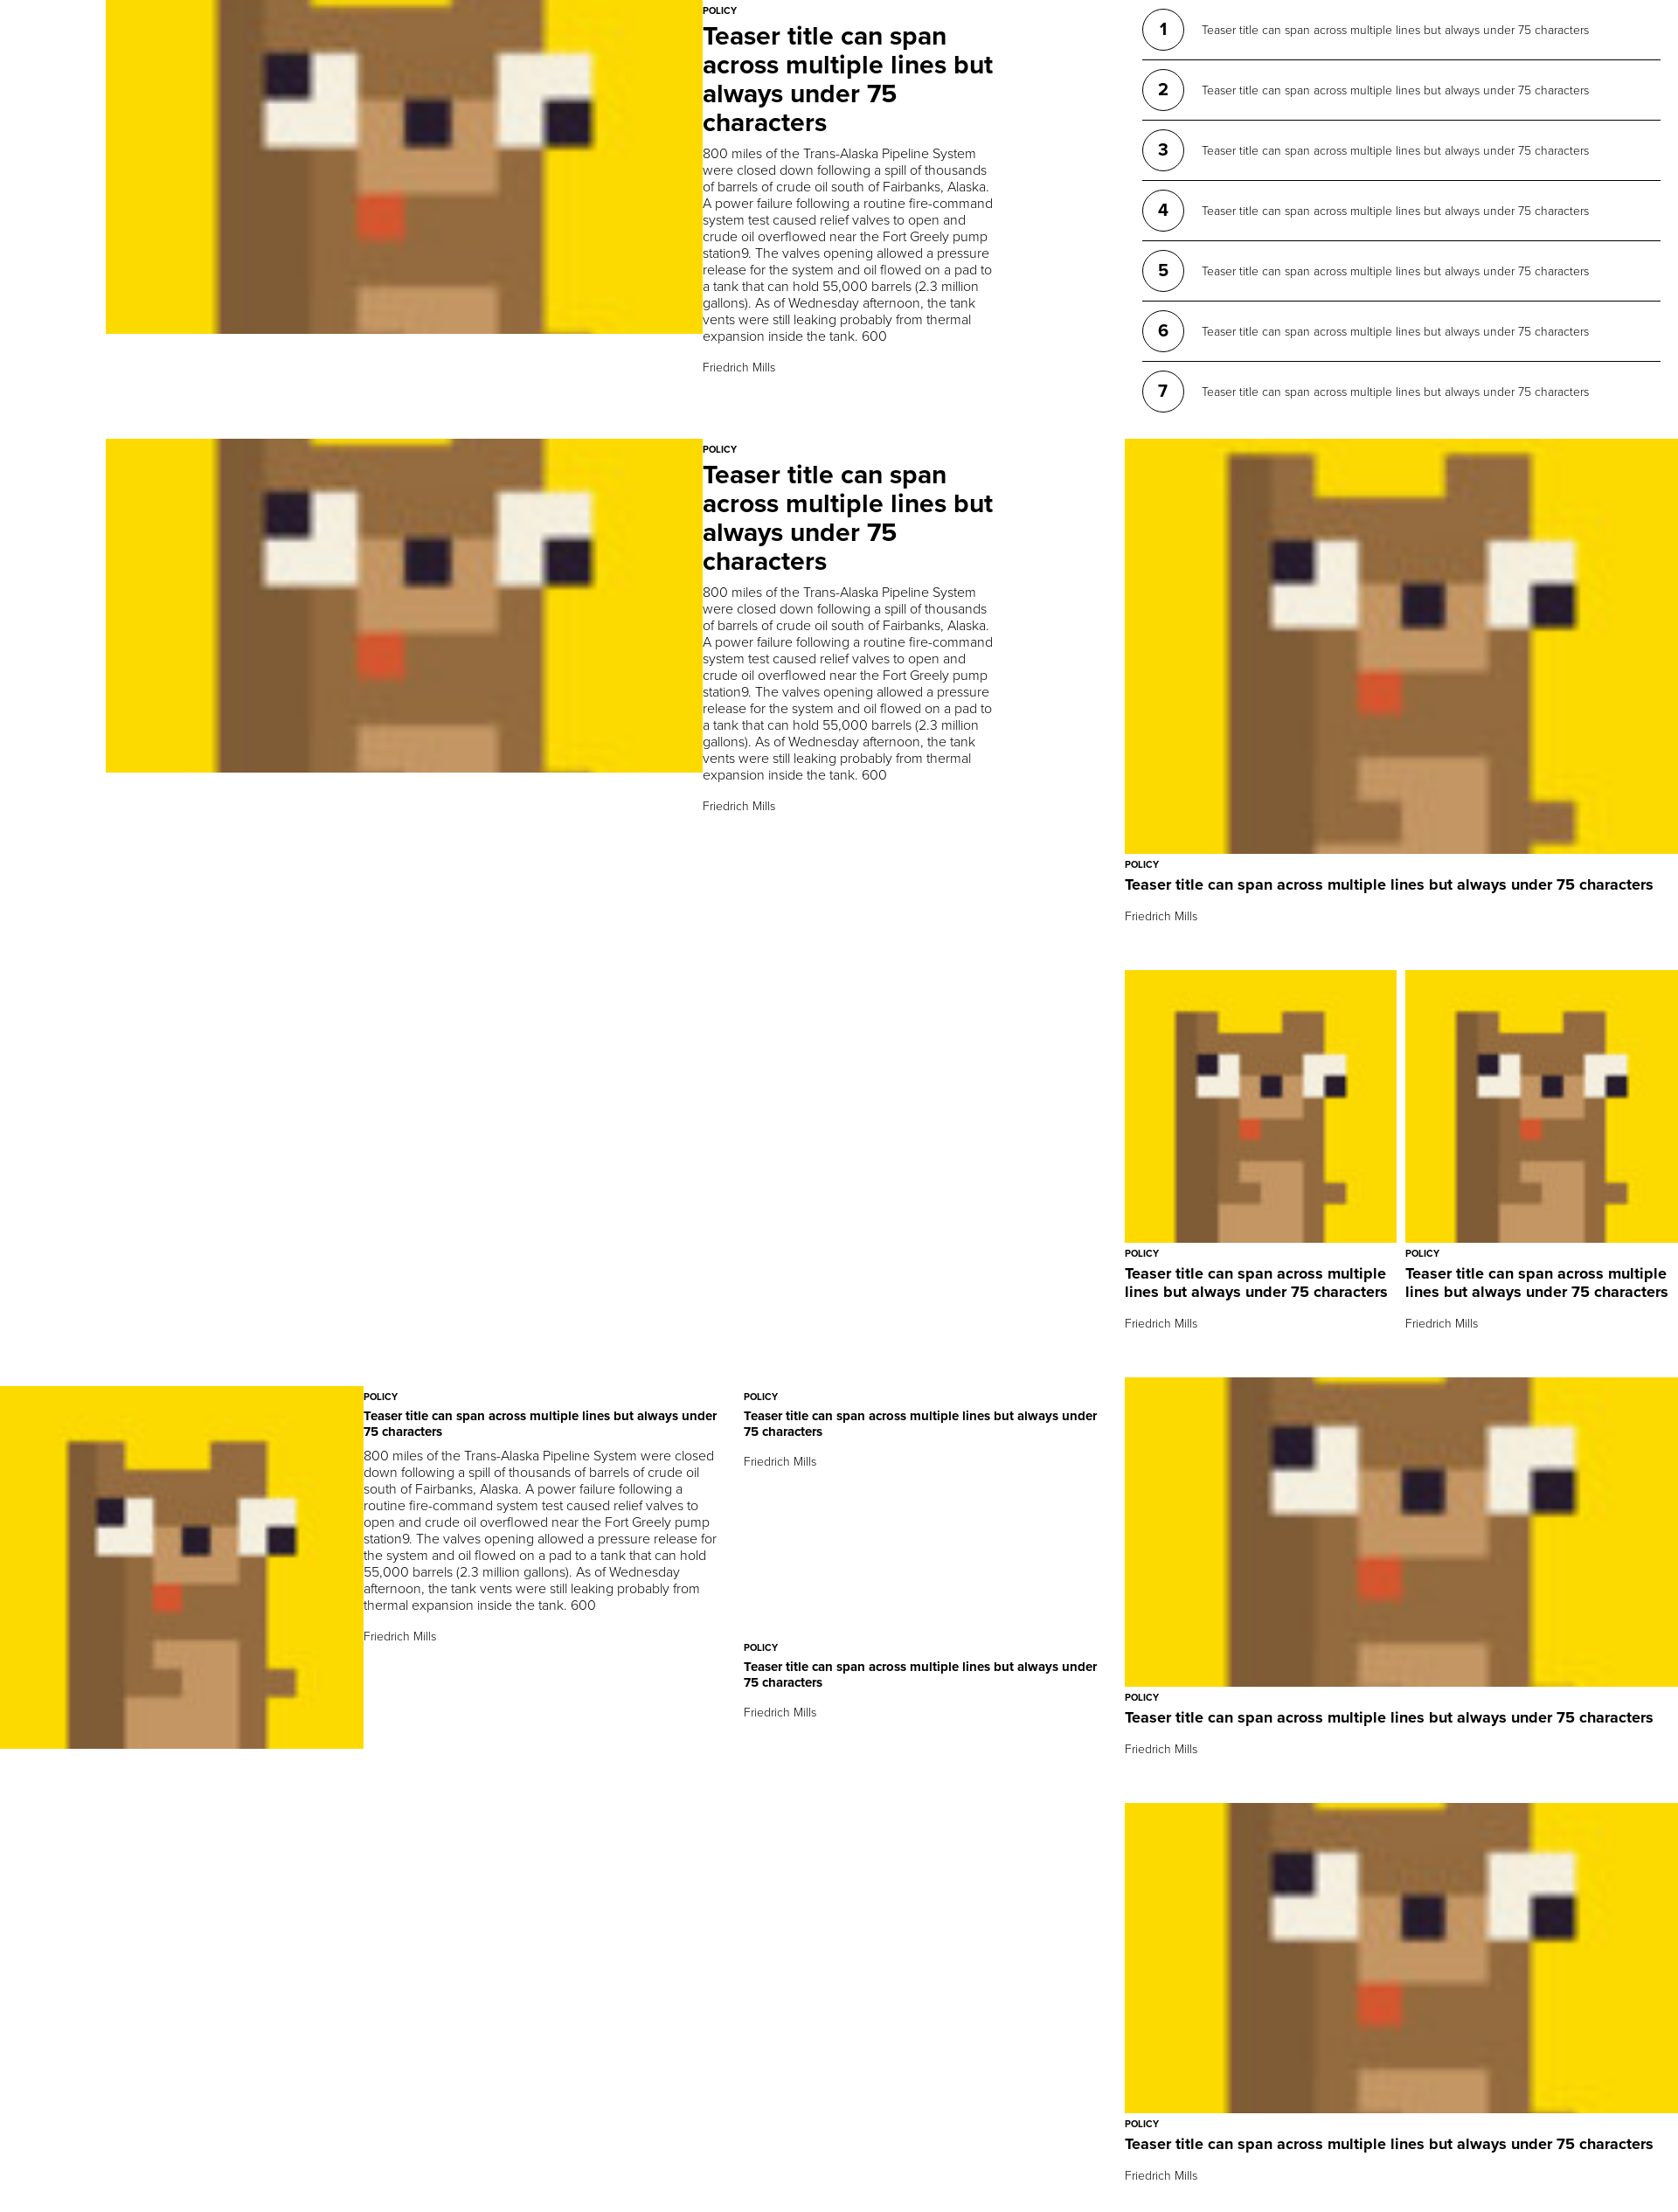 POLICY
Teaser title can span
across multiple lines but
always under 75
characters
800 miles of the Trans-Alaska Pipeline System
were closed down following a spill of thousands
of barrels of crude oil south of Fairbanks, Alaska.
A power failure following a routine fire-command
system test caused relief valves to open and
crude oil overflowed near the Fort Greely pump
station9. The valves opening allowed a pressure
release for the system and oil flowed on a pad to
a tank that can hold 55,000 barrels (2.3 million
gallons). As of Wednesday afternoon, the tank
vents were still leaking probably from thermal
expansion inside the tank. 600
Friedrich Mills
1 Teaser title can span across multiple lines but always under 75 characters
2 Teaser title can span across multiple lines but always under 75 characters
3 Teaser title can span across multiple lines but always under 75 characters
4 Teaser title can span across multiple lines but always under 75 characters
5 Teaser title can span across multiple lines but always under 75 characters
6 Teaser title can span across multiple lines but always under 75 characters
7 Teaser title can span across multiple lines but always under 75 characters
POLICY
Teaser title can span
across multiple lines but
always under 75
characters
800 miles of the Trans-Alaska Pipeline System
were closed down following a spill of thousands
of barrels of crude oil south of Fairbanks, Alaska.
A power failure following a routine fire-command
system test caused relief valves to open and
crude oil overflowed near the Fort Greely pump
station9. The valves opening allowed a pressure
release for the system and oil flowed on a pad to
a tank that can hold 55,000 barrels (2.3 million
gallons). As of Wednesday afternoon, the tank
vents were still leaking probably from thermal
expansion inside the tank. 600
Friedrich Mills
POLICY
Teaser title can span across multiple lines but always under 75 characters
Friedrich Mills
POLICY
Teaser title can span across multiple
lines but always under 75 characters
Friedrich Mills
POLICY
Teaser title can span across multiple
lines but always under 75 characters
Friedrich Mills
POLICY
Teaser title can span across multiple lines but always under
75 characters
800 miles of the Trans-Alaska Pipeline System were closed
down following a spill of thousands of barrels of crude oil
south of Fairbanks, Alaska. A power failure following a
routine fire-command system test caused relief valves to
open and crude oil overflowed near the Fort Greely pump
station9. The valves opening allowed a pressure release for
the system and oil flowed on a pad to a tank that can hold
55,000 barrels (2.3 million gallons). As of Wednesday
afternoon, the tank vents were still leaking probably from
thermal expansion inside the tank. 600
Friedrich Mills
POLICY
Teaser title can span across multiple lines but always under
75 characters
Friedrich Mills
POLICY
Teaser title can span across multiple lines but always under
75 characters
Friedrich Mills
POLICY
Teaser title can span across multiple lines but always under 75 characters
Friedrich Mills
POLICY
Teaser title can span across multiple lines but always under 75 characters
Friedrich Mills